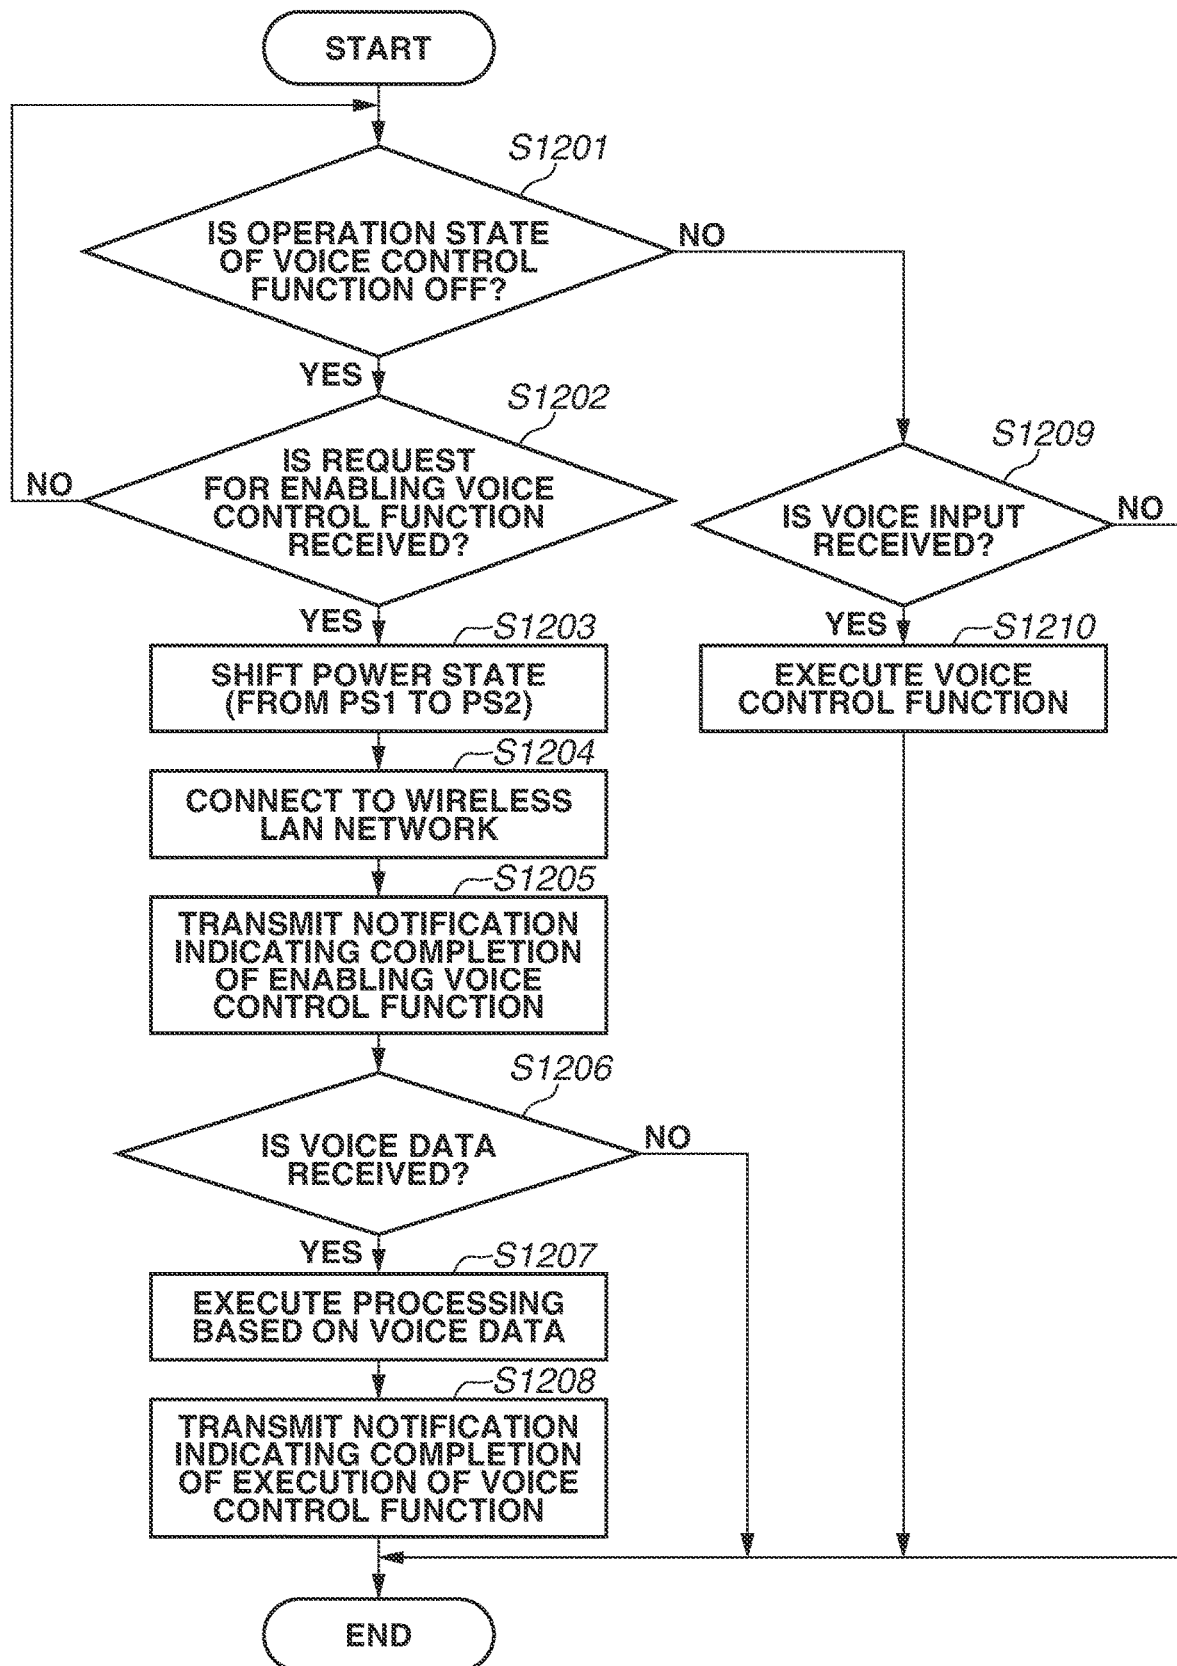 START
S1201
IS OPERATION STATE
OF VOICE CONTROL
FUNCTION OFF?
NO
YES
S1202
IS REQUEST
FOR ENABLING VOICE
CONTROL FUNCTION
RECEIVED?
NO
S1209
IS VOICE INPUT
RECEIVED?
NO
YES
S1203
SHIFT POWER STATE
(FROM PS1 TO PS2)
YES
S1210
EXECUTE VOICE
CONTROL FUNCTION
S1204
CONNECT TO WIRELESS
LAN NETWORK
S1205
TRANSMIT NOTIFICATION
INDICATING COMPLETION
OF ENABLING VOICE
CONTROL FUNCTION
S1206
IS VOICE DATA
RECEIVED?
NO
YES
S1207
EXECUTE PROCESSING
BASED ON VOICE DATA
S1208
TRANSMIT NOTIFICATION
INDICATING COMPLETION
OF EXECUTION OF VOICE
CONTROL FUNCTION
END